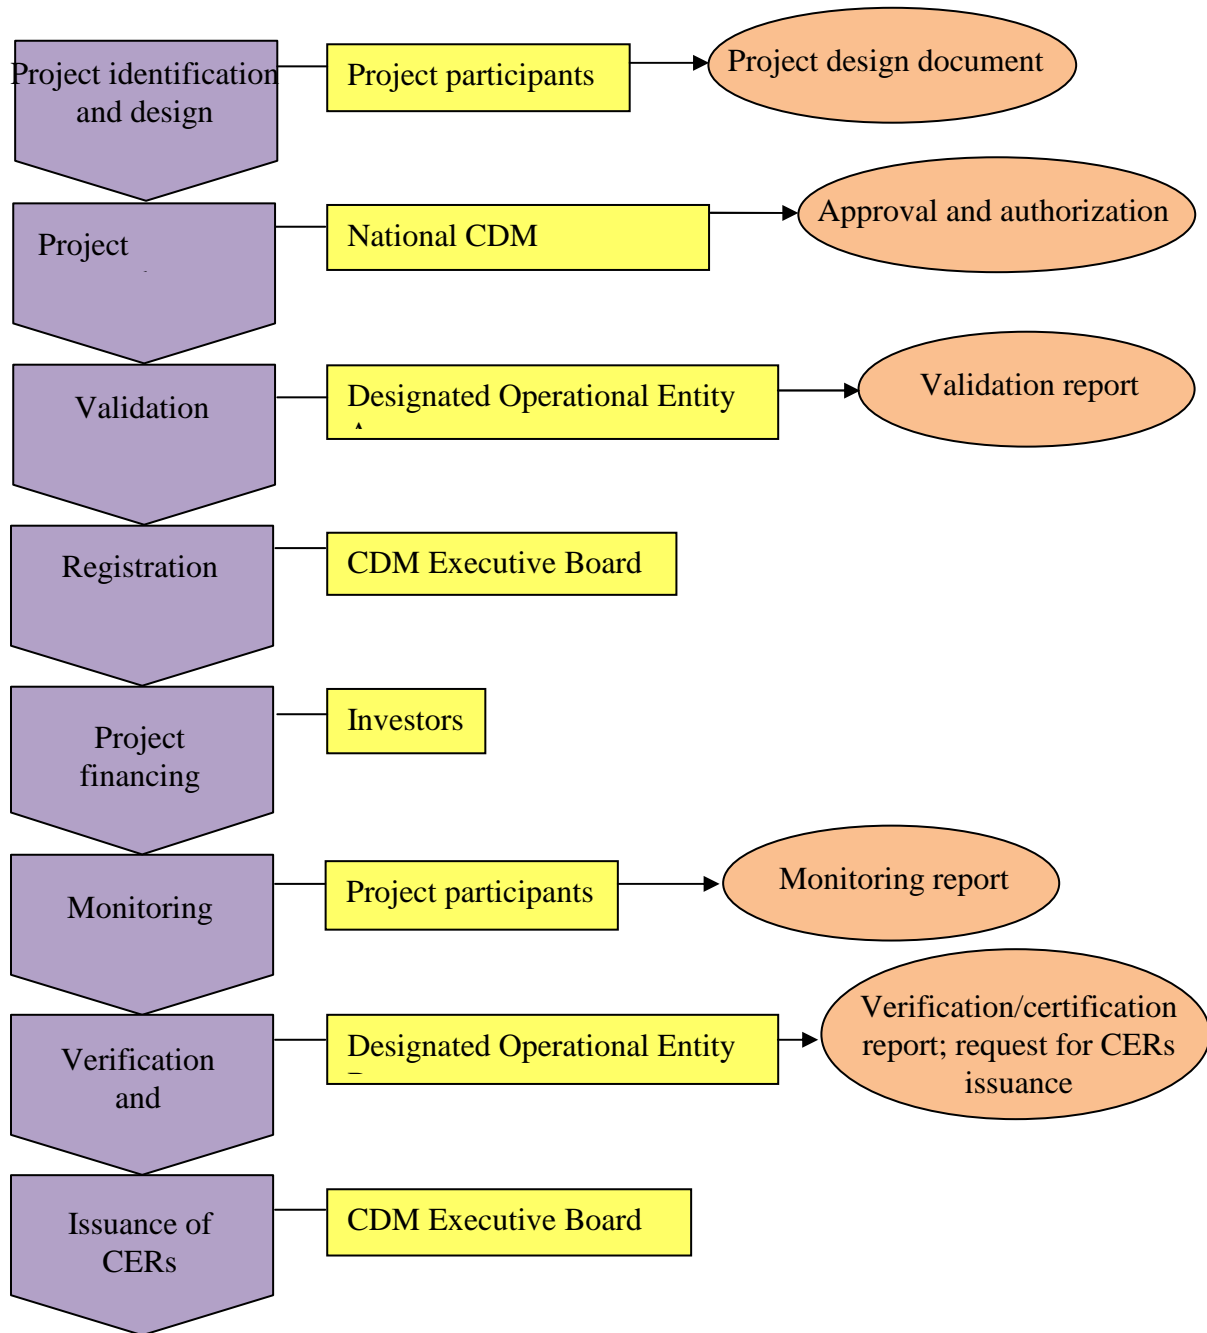 Project identification
and design
Project participants
Project design document
Project
National CDM
Approval and authorization
Validation
Designated Operational Entity
Validation report
Registration
CDM Executive Board
Project
financing
Investors
Monitoring
Project participants
Monitoring report
Verification
and
Designated Operational Entity
Verification/certification
report; request for CERs
issuance
Issuance of
CERs
CDM Executive Board